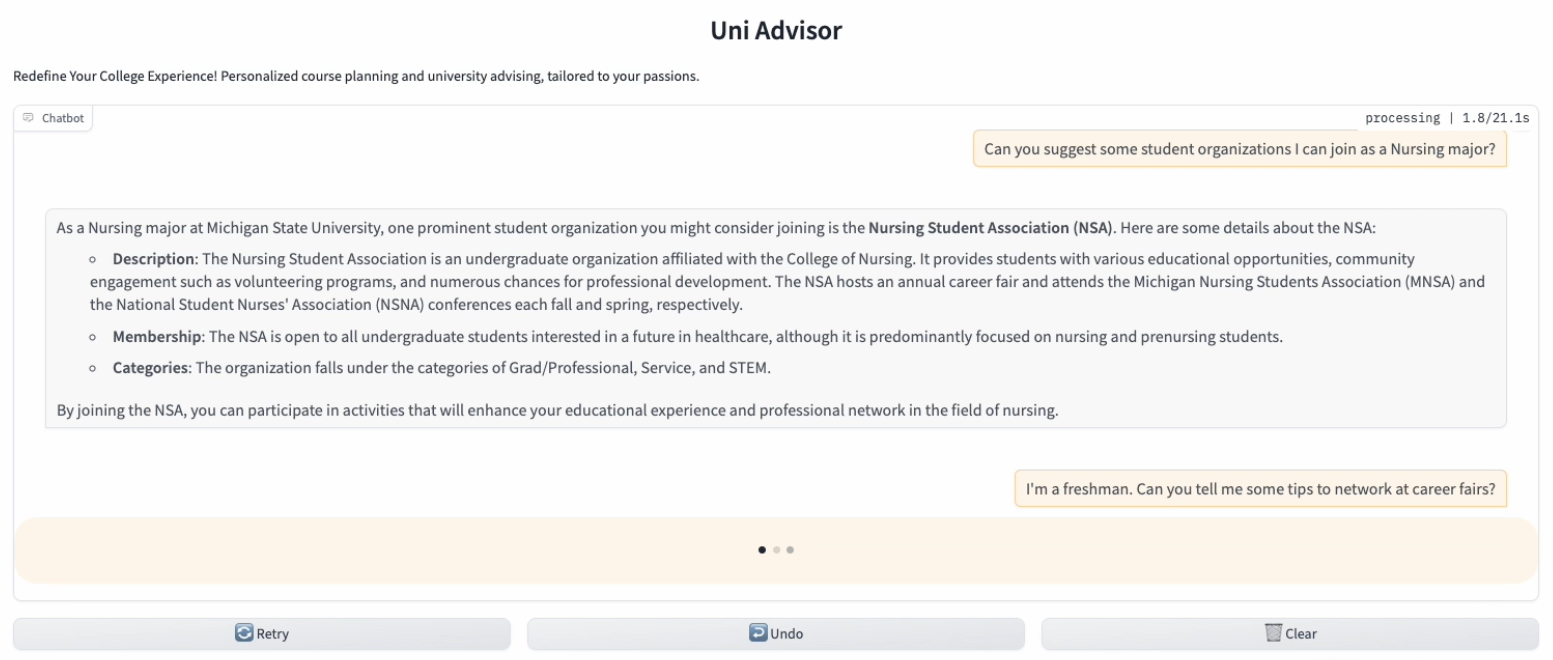 Uni Advisor
Redefine Your College Experience! Personalized course planning and university advising, tailored to your passions.
Chatbot
processing | 1.8/21.1s
Can you suggest some student organizations I can join as a Nursing major?
As a Nursing major at Michigan State University, one prominent student organization you might consider joining is the Nursing Student Association (NSA). Here are some details about the NSA:
Description: The Nursing Student Association is an undergraduate organization affiliated with the College of Nursing. It provides students with various educational opportunities, community
engagement such as volunteering programs, and numerous chances for professional development. The NSA hosts an annual career fair and attends the Michigan Nursing Students Association (MNSA) and
the National Student Nurses' Association (NSNA) conferences each fall and spring, respectively.
Membership: The NSA is open to all undergraduate students interested in a future in healthcare, although it is predominantly focused on nursing and prenursing students.
Categories: The organization falls under the categories of Grad/Professional, Service, and STEM.
By joining the NSA, you can participate in activities that will enhance your educational experience and professional network in the field of nursing.
I'm a freshman. Can you tell me some tips to network at career fairs?
Retry
Undo
Clear